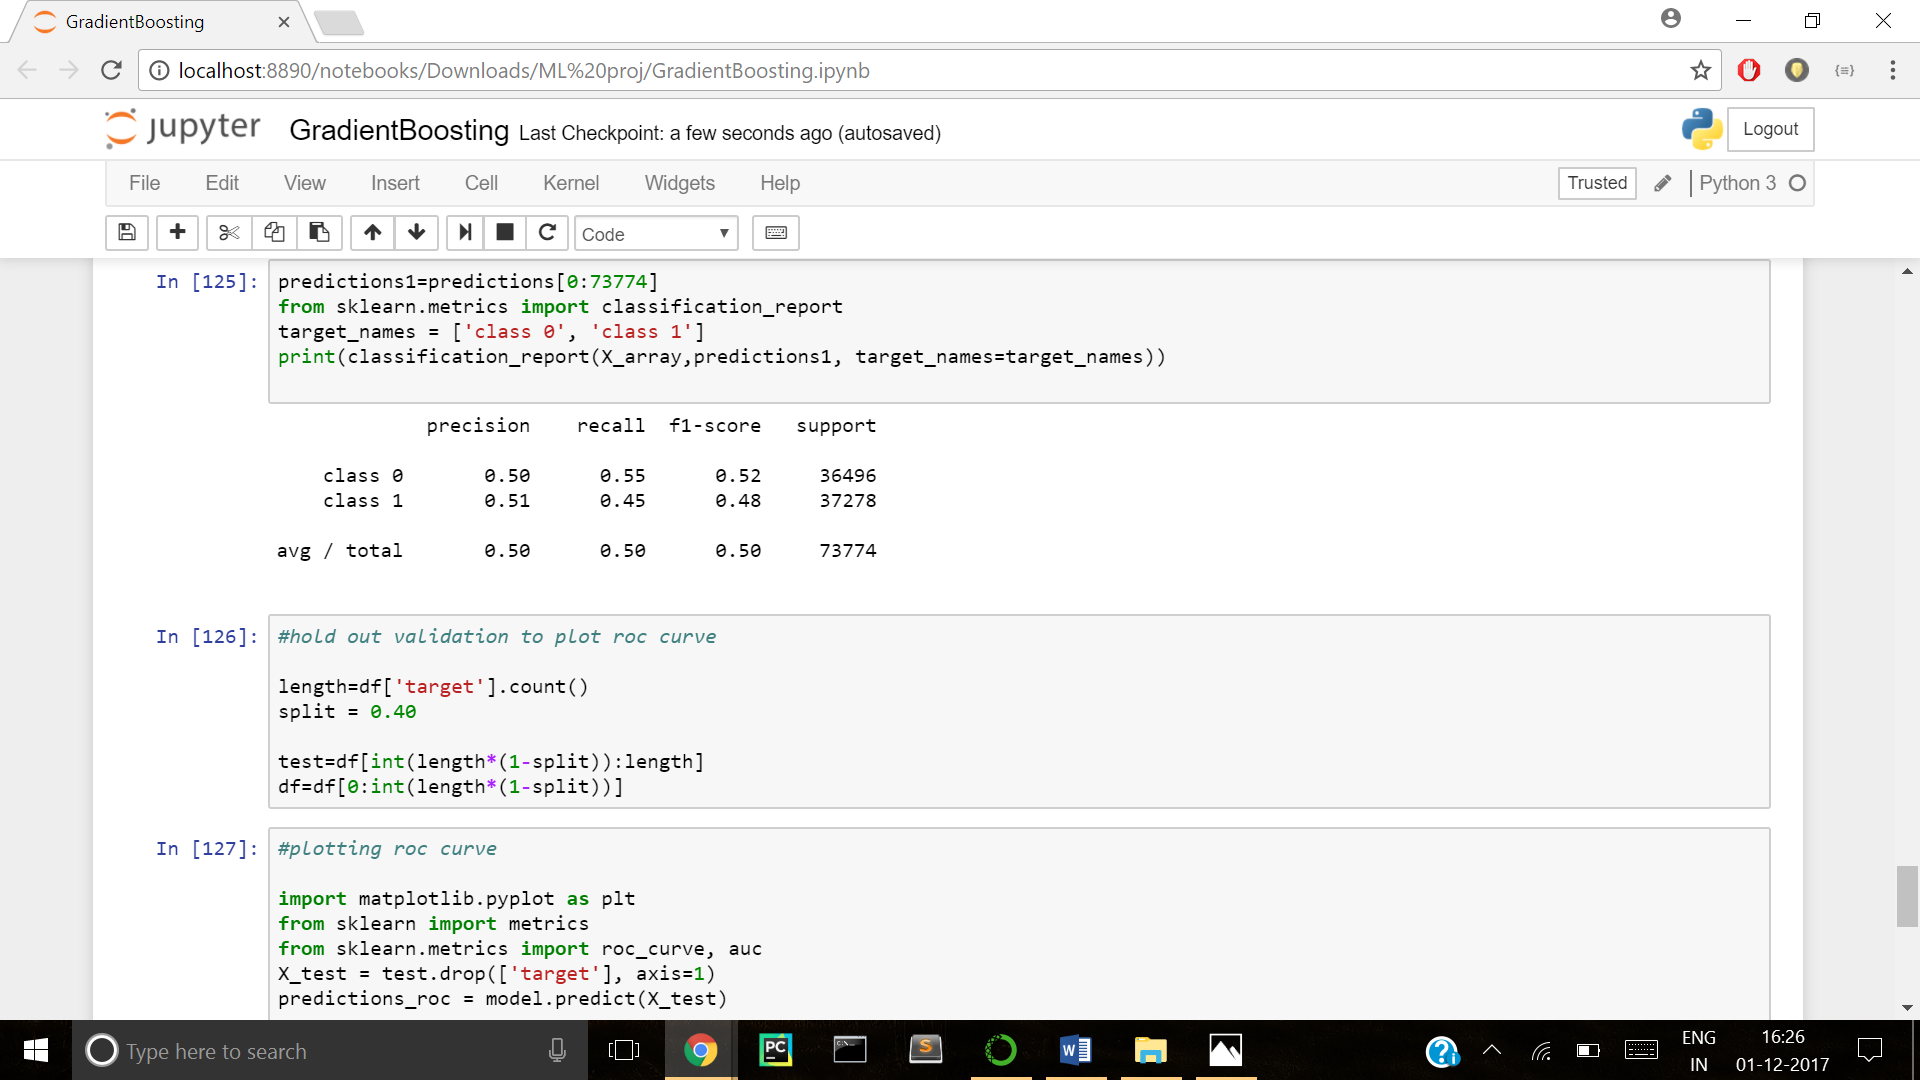 GradientBoosting
localhost:8890/notebooks/Downloads/ML%20proj/GradientBoosting.ipynb
jupyter GradientBoosting Last Checkpoint: a few seconds ago (autosaved) Logout
File Edit View Insert Cell Kernel Widgets Help Trusted Python 3
Code
In [125]: predictions1=predictions[0:73774]
from sklearn.metrics import classification_report
target_names = ['class 0', 'class 1']
print(classification_report(X_array,predictions1, target_names=target_names))
precision recall f1-score support
class 0 0.50 0.55 0.52 36496
class 1 0.51 0.45 0.48 37278
avg / total 0.50 0.50 0.50 73774
In [126]: #hold out validation to plot roc curve
length=df['target'].count()
split = 0.40
test=df[int(length*(1-split)):length]
df=df[0:int(length*(1-split))]
In [127]: #plotting roc curve
import matplotlib.pyplot as plt
from sklearn import metrics
from sklearn.metrics import roc_curve, auc
X_test = test.drop(['target'], axis=1)
predictions_roc = model.predict(X_test)
Type here to search
PC
S
W
ENG
IN
16:26
01-12-2017